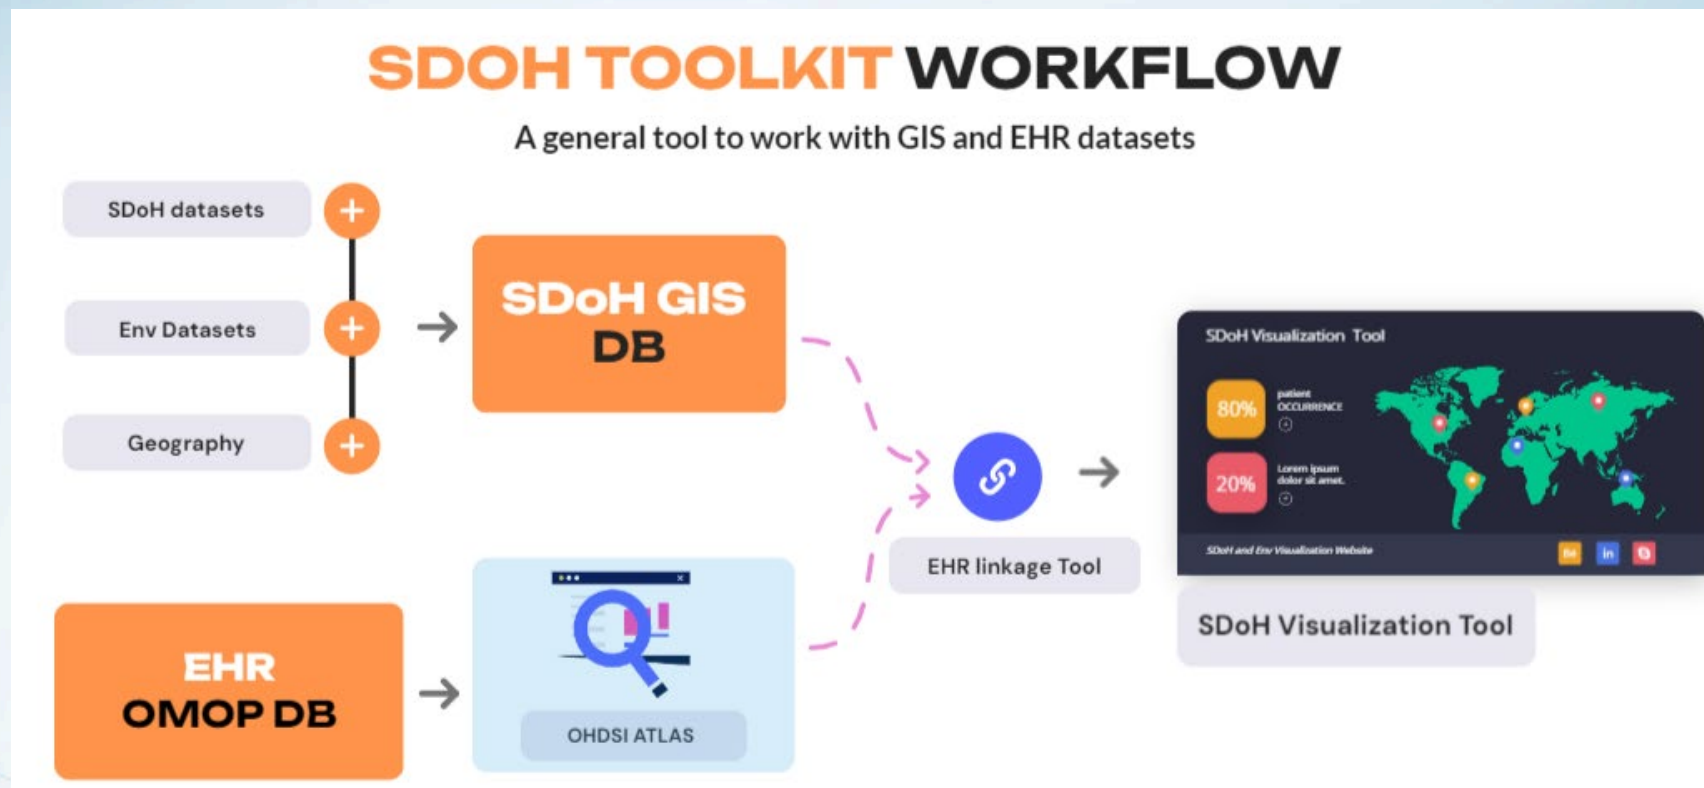 SDOH TOOLKIT WORKFLOW
A general tool to work with GIS and EHR datasets
SDoH datasets
Env Datasets
Geography
SDoH GIS
DB
EHR
OMOP DB
OHDSI ATLAS
EHR linkage Tool
SDoH Visualization Tool
80%
patient
OCCURRENCE
20%
Lorem ipsum
dolor sit amet.
SDoH and Env Visualization Website
in
SDoH Visualization Tool